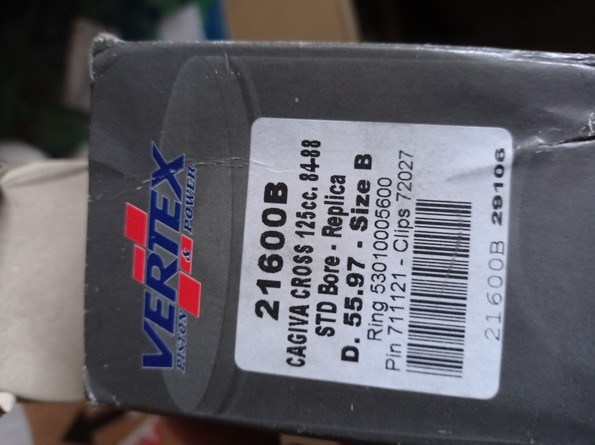 VERTEX
PISTON & POWER
21600B
CAGIVA CROSS 125cc. 84-88
STD Bore - Replica
D. 55.97 - Size B
Ring 53010005600
Pin 711121 - Clips 72027
21600B 29106